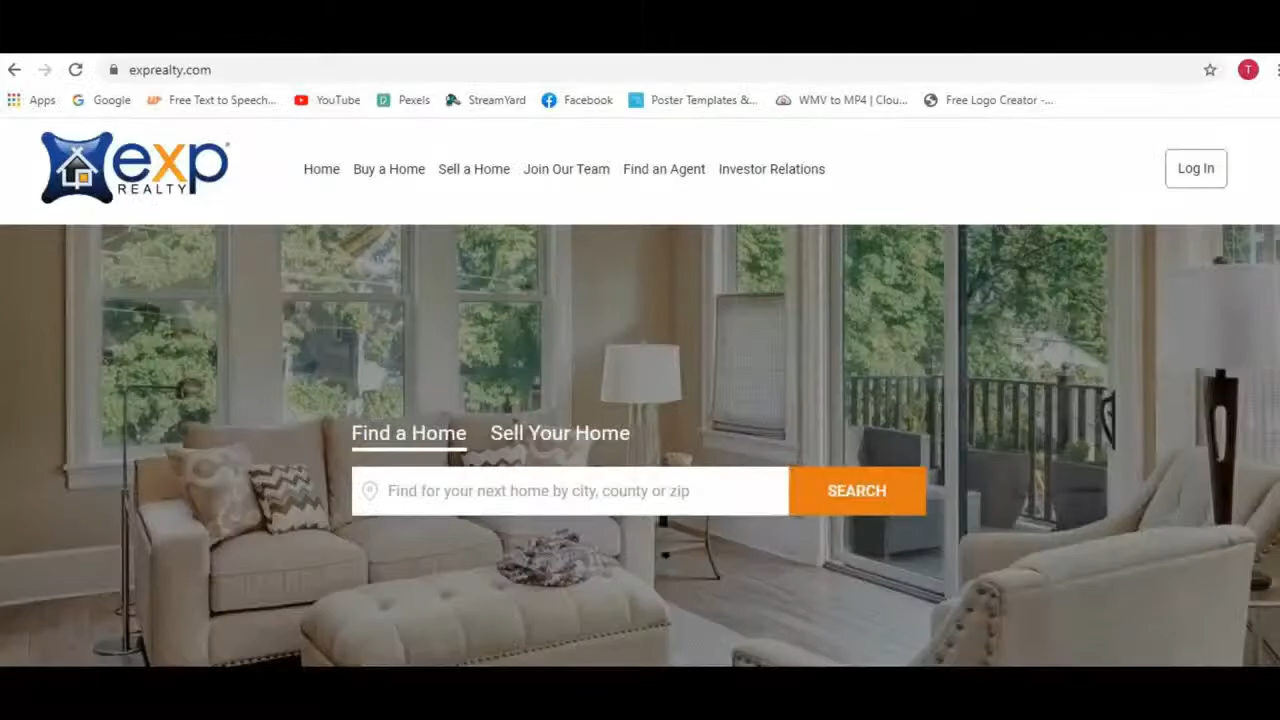 exprealty.com
T
Apps Google Free Text to Speech... YouTube Pexels StreamYard Facebook Poster Templates &... WMV to MP4 | Clou... Free Logo Creator -...
exp
REALTY
Home Buy a Home Sell a Home Join Our Team Find an Agent Investor Relations
Log In
Find a Home Sell Your Home
Find for your next home by city, county or zip SEARCH